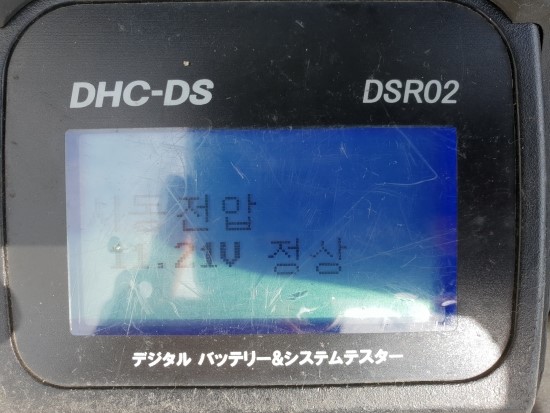 DHC-DS
DSR02
시동전압
11.21V 정상
デジタル バッテリー&システムテスター